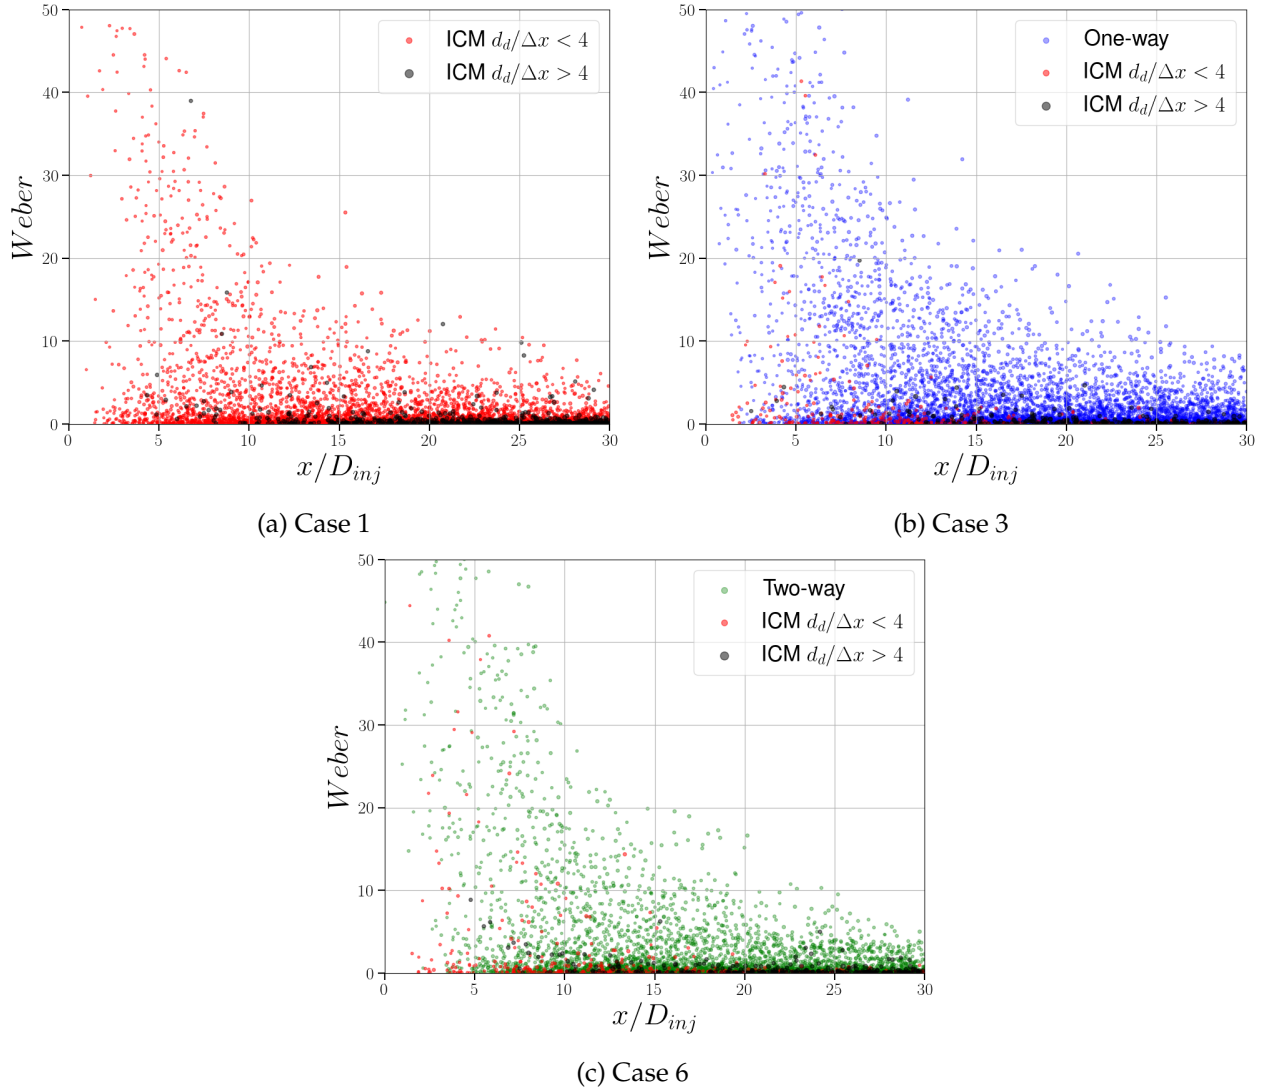 50
40
30
20
10
0
Weber
ICM d_d/Δx < 4
ICM d_d/Δx > 4
0 5 10 15 20 25 30
x/D_inj
(a) Case 1
50
40
30
20
10
0
Weber
One-way
ICM d_d/Δx < 4
ICM d_d/Δx > 4
0 5 10 15 20 25 30
x/D_inj
(b) Case 3
50
40
30
20
10
0
Weber
Two-way
ICM d_d/Δx < 4
ICM d_d/Δx > 4
0 5 10 15 20 25 30
x/D_inj
(c) Case 6